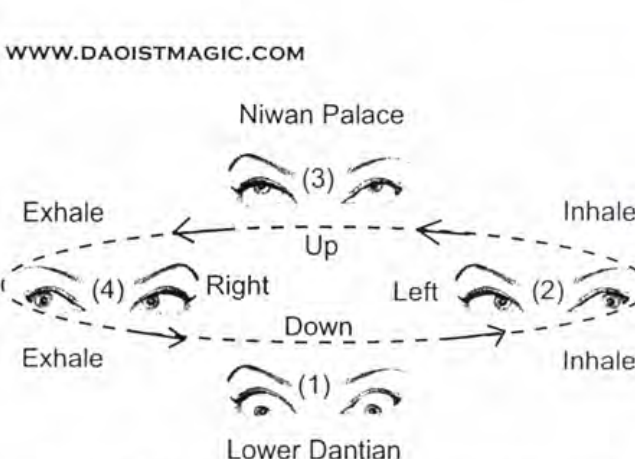 WWW.DAOISTMAGIC.COM
Niwan Palace
(3)
Exhale
Inhale
Up
(4)
Right
Left
(2)
Down
Exhale
Inhale
(1)
Lower Dantian